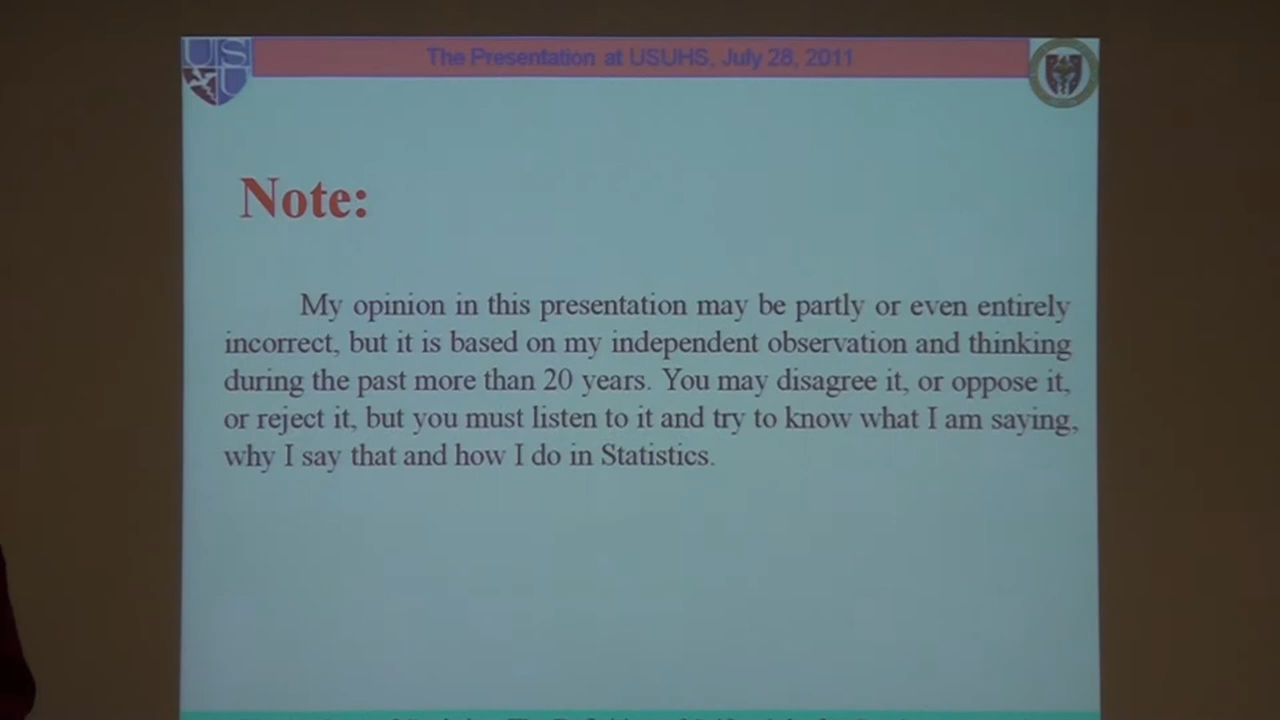 The Presentation at USUHS, July 28, 2011
US
U
Note:
My opinion in this presentation may be partly or even entirely
incorrect, but it is based on my independent observation and thinking
during the past more than 20 years. You may disagree it, or oppose it,
or reject it, but you must listen to it and try to know what I am saying,
why I say that and how I do in Statistics.